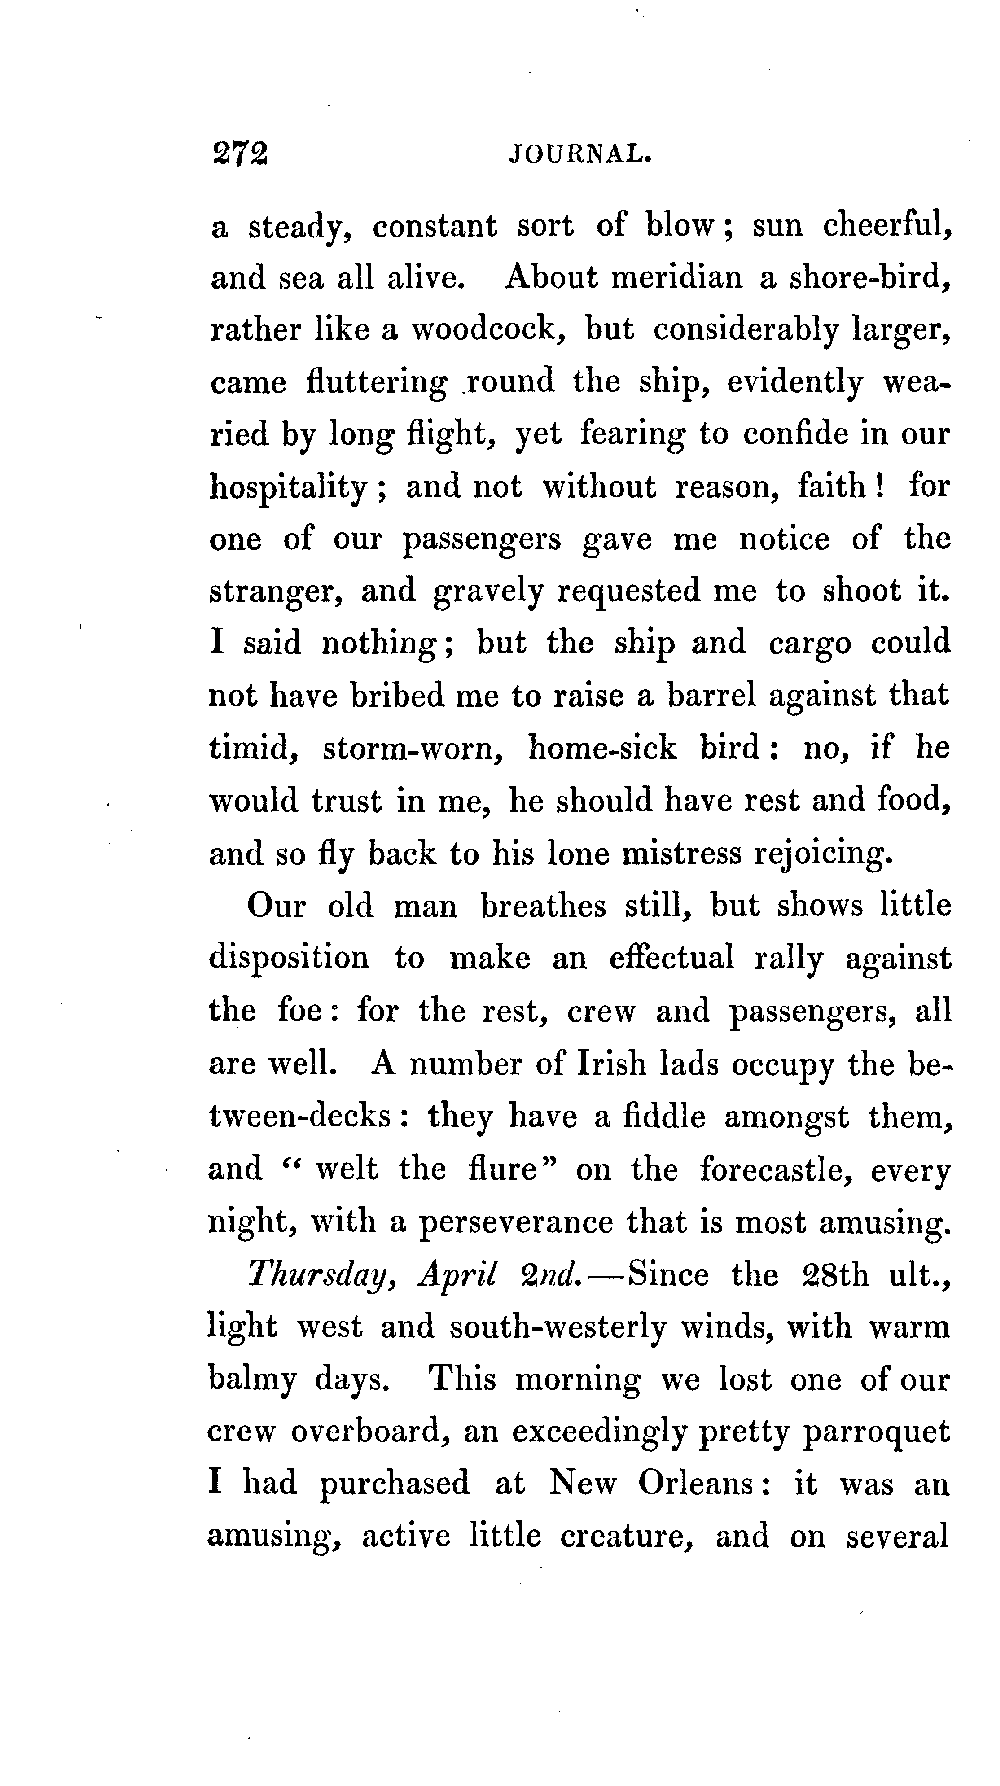 272 JOURNAL.
a steady, constant sort of blow; sun cheerful,
and sea all alive. About meridian a shore-bird,
rather like a woodcock, but considerably larger,
came fluttering round the ship, evidently wea-
ried by long flight, yet fearing to confide in our
hospitality; and not without reason, faith! for
one of our passengers gave me notice of the
stranger, and gravely requested me to shoot it.
I said nothing; but the ship and cargo could
not have bribed me to raise a barrel against that
timid, storm-worn, home-sick bird: no, if he
would trust in me, he should have rest and food,
and so fly back to his lone mistress rejoicing.
Our old man breathes still, but shows little
disposition to make an effectual rally against
the foe: for the rest, crew and passengers, all
are well. A number of Irish lads occupy the be-
tween-decks: they have a fiddle amongst them,
and “welt the flure” on the forecastle, every
night, with a perseverance that is most amusing.
Thursday, April 2nd.—Since the 28th ult.,
light west and south-westerly winds, with warm
balmy days. This morning we lost one of our
crew overboard, an exceedingly pretty parroquet
I had purchased at New Orleans: it was an
amusing, active little creature, and on several